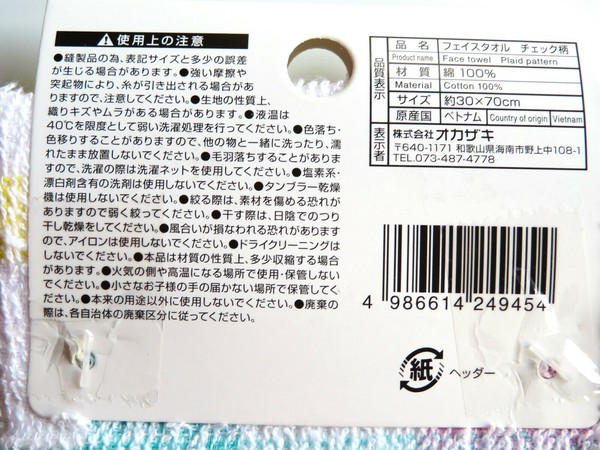 ⚠使用上の注意
●縫製品の為、表記サイズと多少の誤差
が生じる場合があります。●強い摩擦や
突起物により、糸が引き出される場合があ
りますので、注意してください。●生地の性質上、
織りキズやムラがある場合があります。●液温は
40℃を限度として弱い洗濯処理を行ってください。●色落ち・
色移りすることがありますので、他の物と一緒に洗ったり、濡
れたまま放置しないでください。●毛羽落ちすることがありま
すので、洗濯の際は洗濯ネットを使用してください。●塩素系・
漂白剤含有の洗剤は使用しないでください。●タンブラー乾燥
機は使用しないでください。●絞る際は、素材を傷める恐れが
ありますので弱く絞ってください。●干す際は、日陰でのつり
干し乾燥をしてください。●風合いが損なわれる恐れがあります
ので、アイロンは使用しないでください。●ドライクリーニングは
しないでください。●本品は材質の性質上、多少収縮する場合
があります。●火気の側や高温になる場所で使用・保管しない
でください。●小さなお子様の手の届かない場所で保管してく
ださい。●本来の用途以外に使用しないでください。●廃棄の
際は、各自治体の廃棄区分に従ってください。
品質表示
品名 フェイスタオル チェック柄
Product name Face towel Plaid pattern
材質 綿100%
Material Cotton 100%
サイズ 約30×70cm
原産国 ベトナム Country of origin Vietnam
表示者 株式会社オカザキ
〒640-1171 和歌山県海南市野上中108-1
TEL.073-487-4778
4 986614 249454
紙 ヘッダー